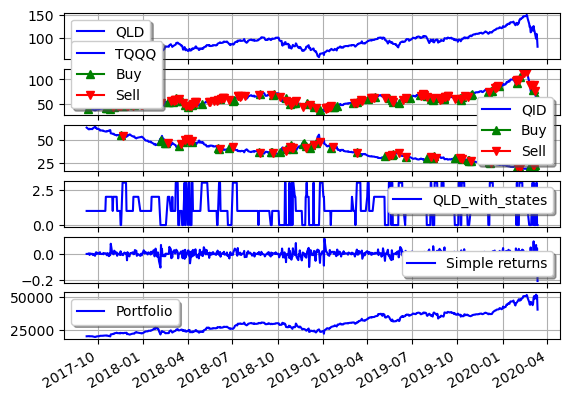 150
100
QLD
TQQQ
Buy
Sell
100
50
QID
Buy
Sell
50
25
2.5
0.0
QLD_with_states
0.0
−0.2
Simple returns
50000
25000
Portfolio
2017-10
2018-01
2018-04
2018-07
2018-10
2019-01
2019-04
2019-07
2019-10
2020-01
2020-04